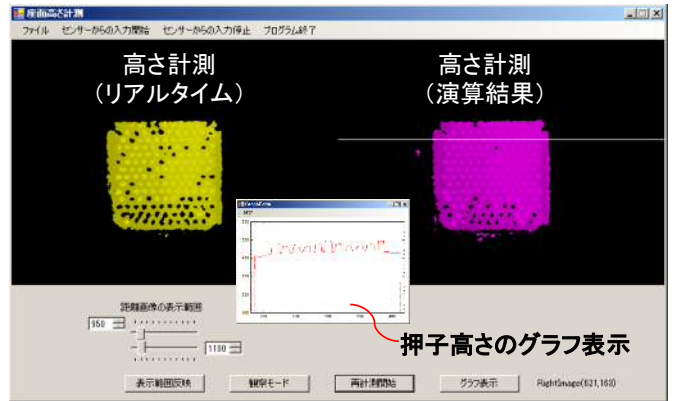 座面高さ計測
ファイル センサーからの入力開始 センサーからの入力停止 プログラム終了
高さ計測
（リアルタイム）
高さ計測
（演算結果）
押子高さのグラフ表示
距離画像の表示範囲
950
1100
表示範囲反映 観察モード 再計測開始 グラフ表示 RightImage(621,168)